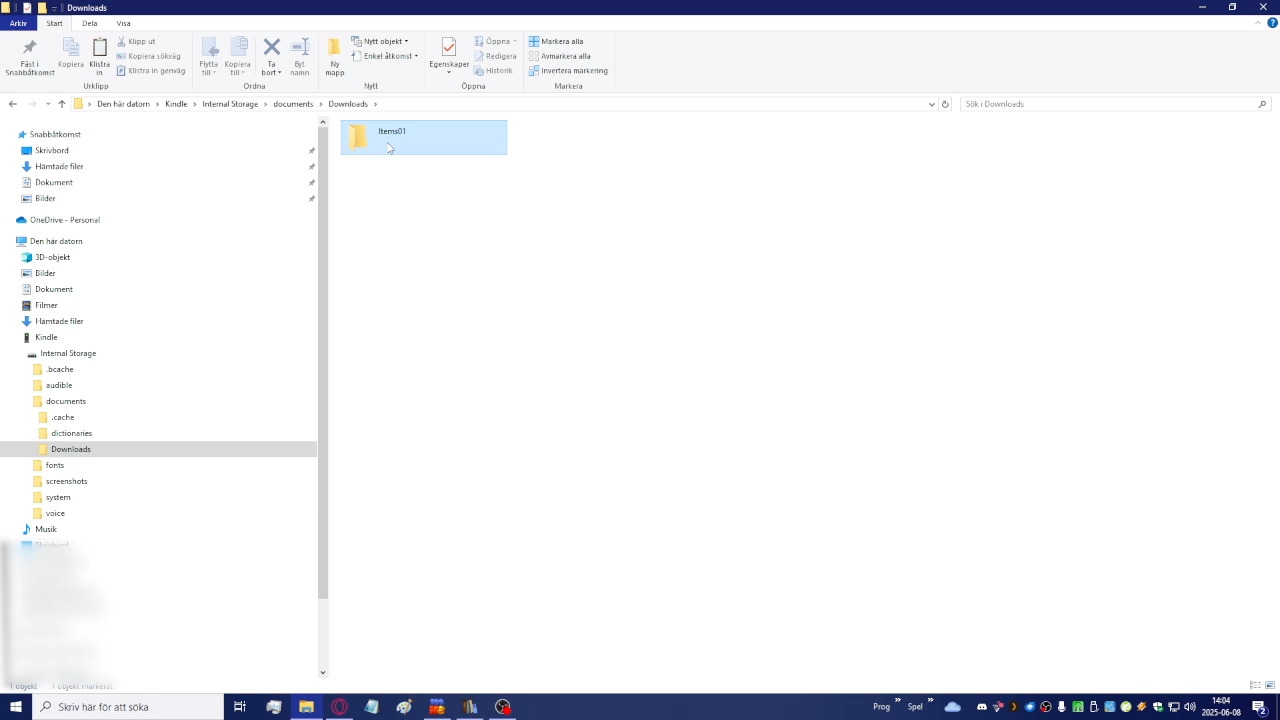 Downloads
Arkiv Start Dela Visa
Fäst i Snabbåtkomst
Kopiera
Klistra in
Klipp ut
Kopiera sökväg
Klistra in genväg
Urklipp
Flytta till
Kopiera till
Ta bort
Byt namn
Ordna
Ny mapp
Nytt objekt
Enkel åtkomst
Nytt
Egenskaper
Öppna
Redigera
Historik
Öppna
Markera alla
Avmarkera alla
Invertera markering
Markera
Den här datorn > Kindle > Internal Storage > documents > Downloads >
Sök i Downloads
Snabbåtkomst
Skrivbord
Hämtade filer
Dokument
Bilder
OneDrive - Personal
Den här datorn
3D-objekt
Bilder
Dokument
Filmer
Hämtade filer
Kindle
Internal Storage
.bcache
audible
documents
.cache
dictionaries
Downloads
fonts
screenshots
system
voice
Musik
Items01
1 objekt 1 objekt markerat
Skriv här för att söka
Prog
Spel
14:04
2025-06-08
2